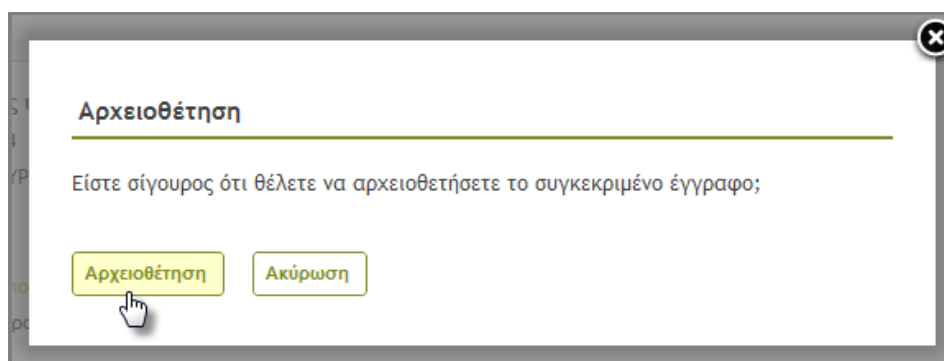 Αρχειοθέτηση
Είστε σίγουρος ότι θέλετε να αρχειοθετήσετε το συγκεκριμένο έγγραφο;
Αρχειοθέτηση Ακύρωση